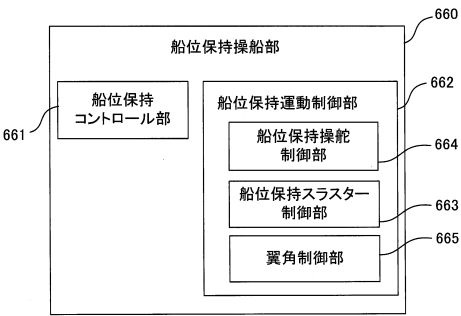 660
船位保持操船部
船位保持
コントロール部
661
662
船位保持運動制御部
船位保持操舵
制御部
664
船位保持スラスター
制御部
663
翼角制御部
665